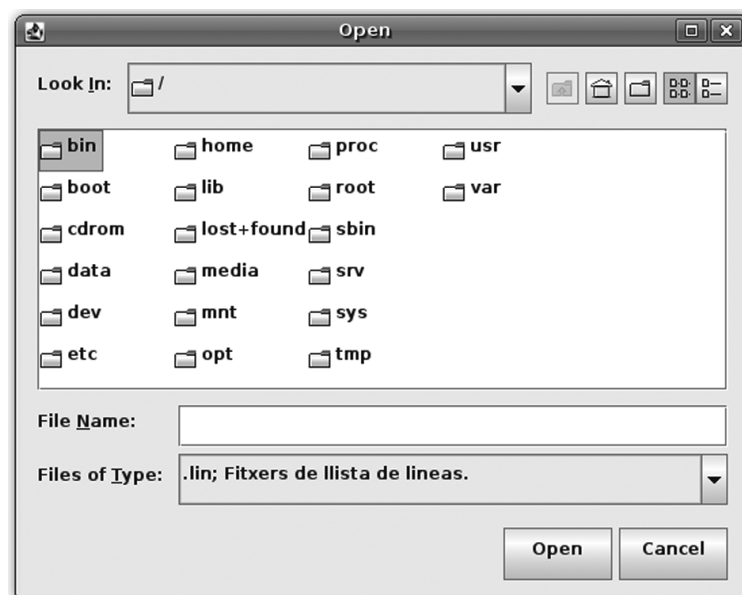 Open
Look In: /
bin home proc usr
boot lib root var
cdrom lost+found sbin
data media srv
dev mnt sys
etc opt tmp
File Name:
Files of Type: .lin; Fitxers de llista de lineas.
Open Cancel